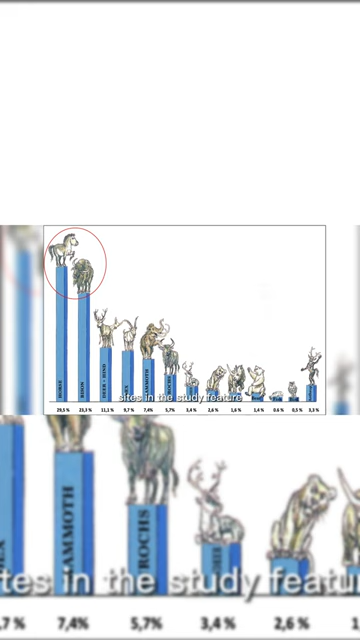 HORSE
BISON
DEER - HIND
IBEX
MAMMOTH
AUROCHS
sites in the study feature
29,5 % 23,3 % 11,1 % 9,7 % 7,4% 5,7% 3,4 % 2,6 % 1,6 % 1,4 % 0.6 % 0,5 % 3,3 %
MAMMOTH
ROCHS
tes in the study featu
,7 % 7,4% 5,7% 3,4 % 2,6 %